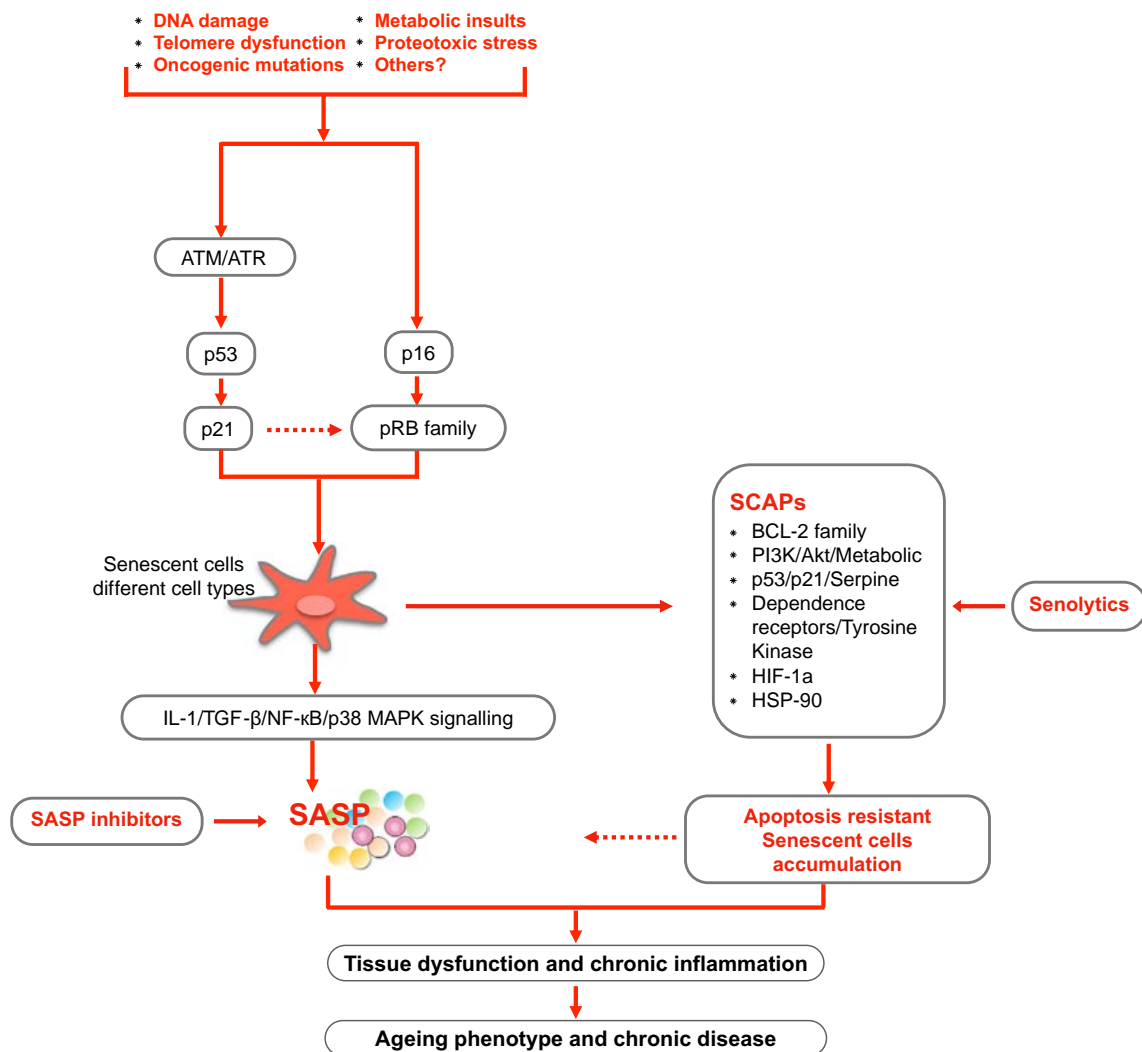 * DNA damage
* Telomere dysfunction
* Oncogenic mutations
* Metabolic insults
* Proteotoxic stress
* Others?
ATM/ATR
p53
p16
p21
pRB family
Senescent cells
different cell types
SCAPs
* BCL-2 family
* PI3K/Akt/Metabolic
* p53/p21/Serpine
* Dependence
receptors/Tyrosine
Kinase
* HIF-1a
* HSP-90
Senolytics
IL-1/TGF-β/NF-κB/p38 MAPK signalling
SASP inhibitors
SASP
Apoptosis resistant
Senescent cells
accumulation
Tissue dysfunction and chronic inflammation
Ageing phenotype and chronic disease